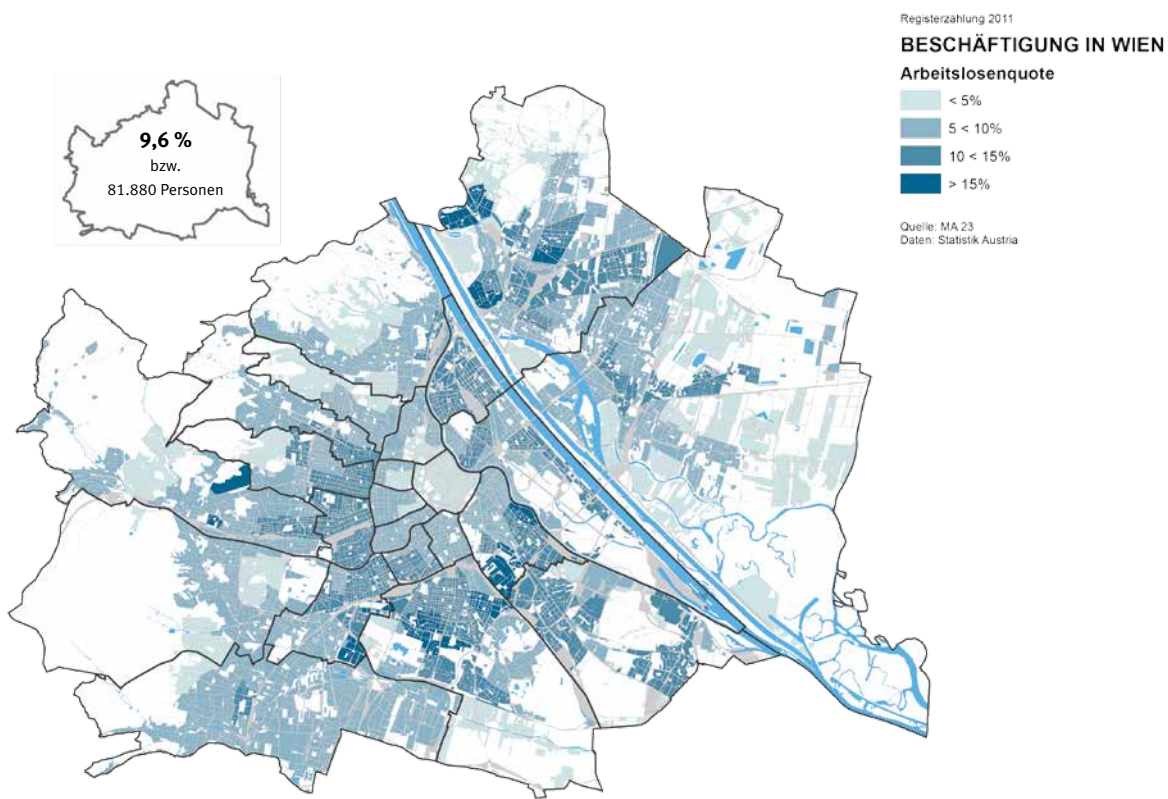 Registerzählung 2011
BESCHÄFTIGUNG IN WIEN
Arbeitslosenquote
< 5%
5 < 10%
10 < 15%
> 15%
Quelle: MA 23
Daten: Statistik Austria
9,6 %
bzw.
81.880 Personen